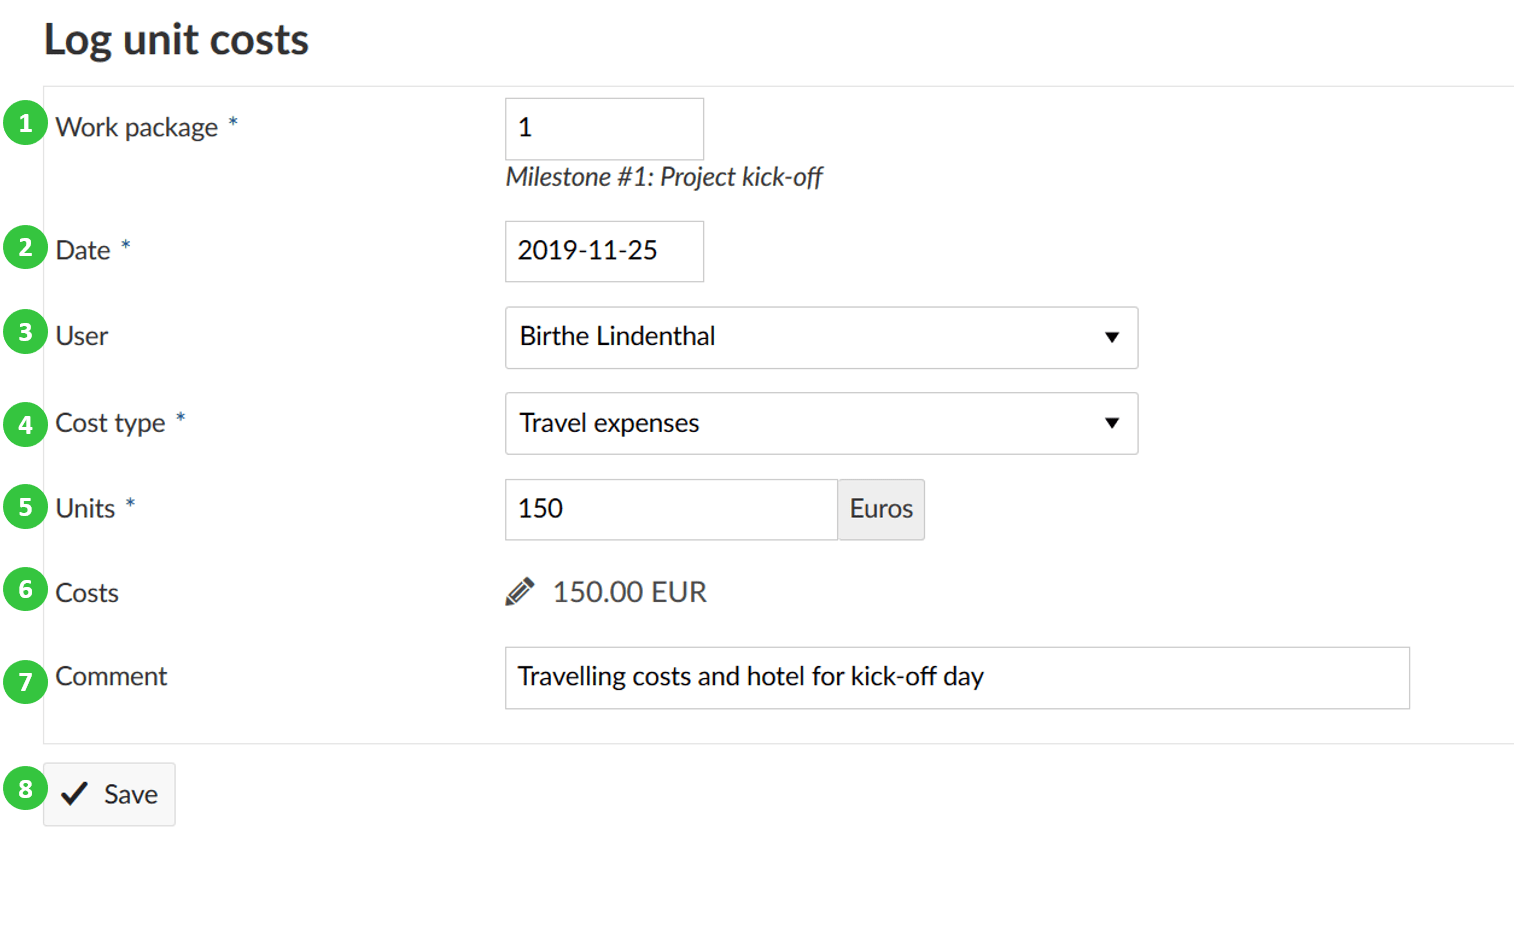 Log unit costs
1 Work package * 1
Milestone #1: Project kick-off
2 Date * 2019-11-25
3 User Birthe Lindenthal
4 Cost type * Travel expenses
5 Units * 150 Euros
6 Costs 150.00 EUR
7 Comment Travelling costs and hotel for kick-off day
8 Save